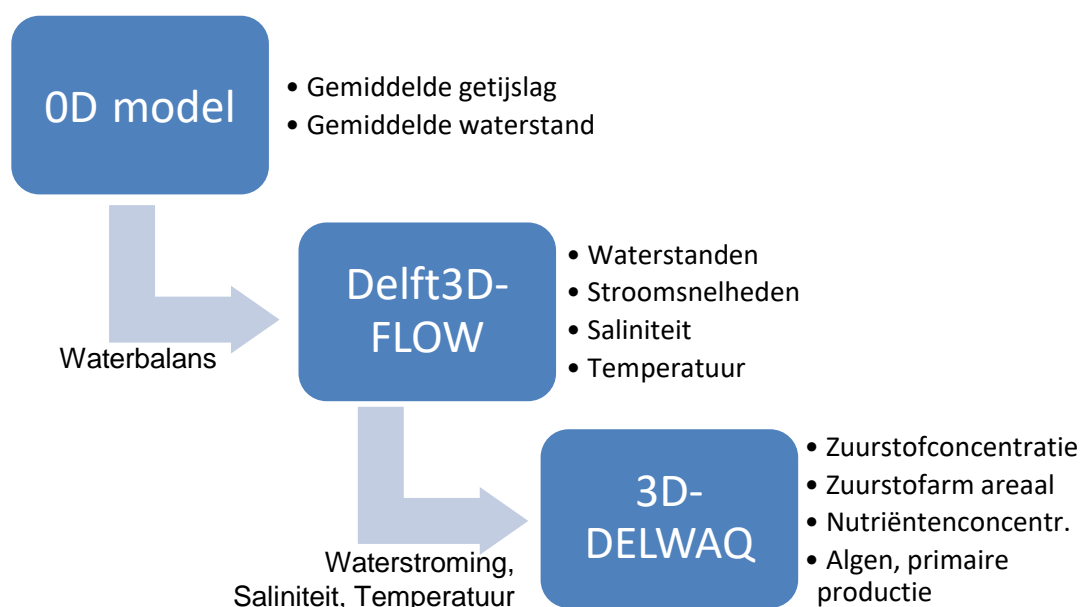 0D model
• Gemiddelde getijslag
• Gemiddelde waterstand
Waterbalans
Delft3D-
FLOW
• Waterstanden
• Stroomsnelheden
• Saliniteit
• Temperatuur
Waterstroming,
Saliniteit, Temperatuur
3D-
DELWAQ
• Zuurstofconcentratie
• Zuurstofarm areaal
• Nutriëntenconcentr.
• Algen, primaire
productie